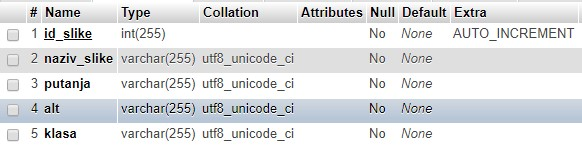 # Name Type Collation Attributes Null Default Extra
1 id_slike int(255) No None AUTO_INCREMENT
2 naziv_slike varchar(255) utf8_unicode_ci No None
3 putanja varchar(255) utf8_unicode_ci No None
4 alt varchar(255) utf8_unicode_ci No None
5 klasa varchar(255) utf8_unicode_ci No None